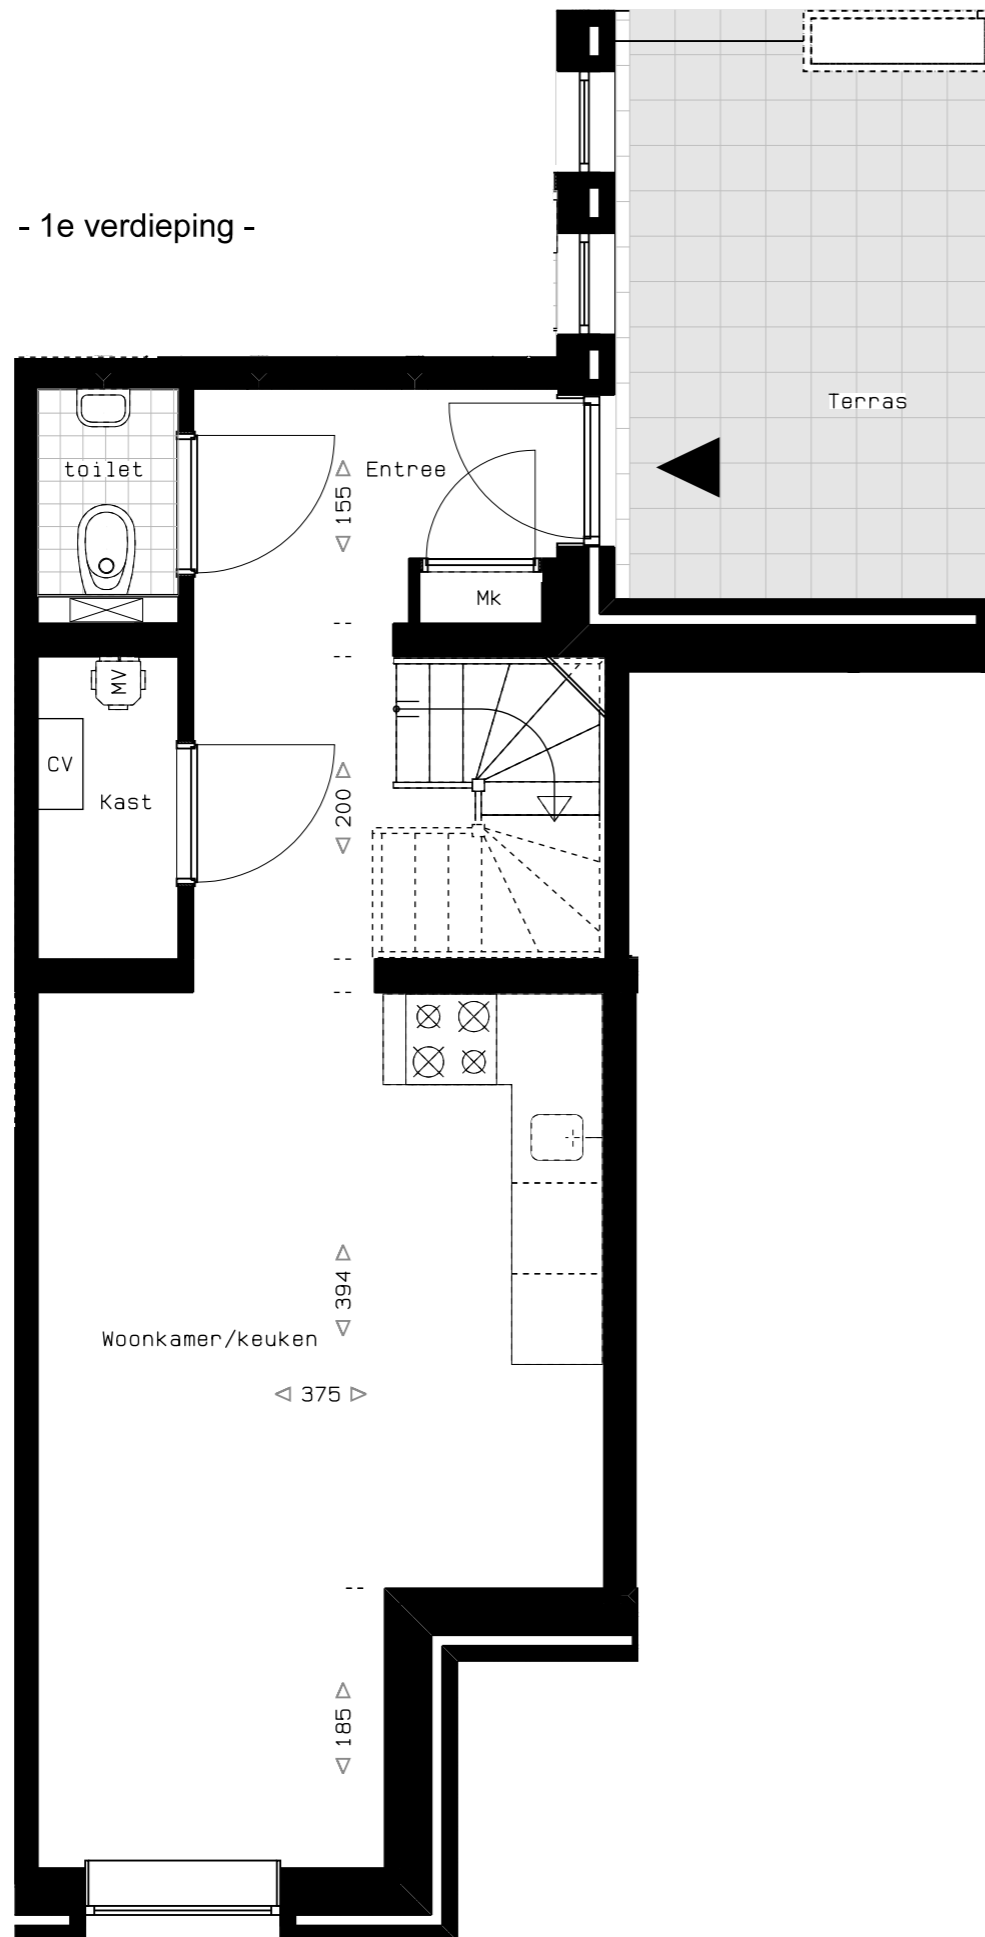 - 1e verdieping -
Terras
toilet
Entree
155
Mk
MV
CV
Kast
200
394
Woonkamer/keuken
375
185